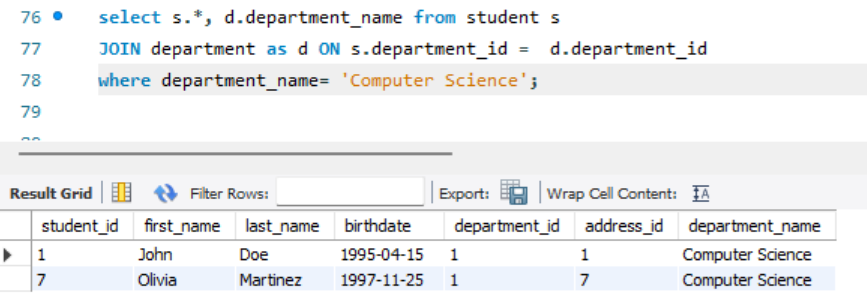 76 select s.*, d.department_name from student s
77 JOIN department as d ON s.department_id = d.department_id
78 where department_name= 'Computer Science';
79
Result Grid Filter Rows: Export: Wrap Cell Content: IA
student_id first_name last_name birthdate department_id address_id department_name
1 John Doe 1995-04-15 1 1 Computer Science
7 Olivia Martinez 1997-11-25 1 7 Computer Science